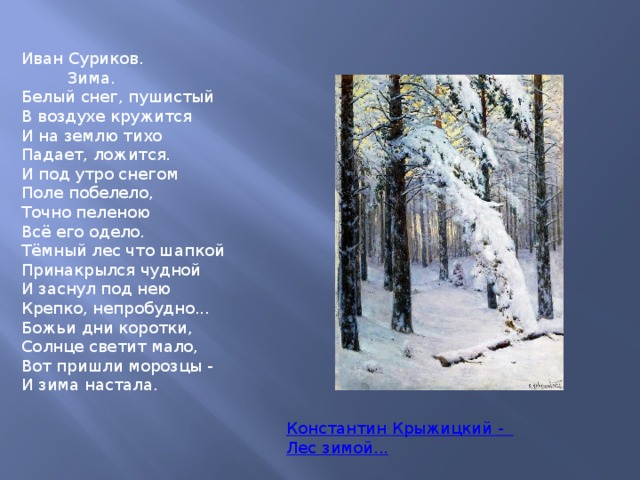 Иван Суриков.
Зима.
Белый снег, пушистый
В воздухе кружится
И на землю тихо
Падает, ложится.
И под утро снегом
Поле побелело,
Точно пеленою
Всё его одело.
Тёмный лес что шапкой
Принакрылся чудной
И заснул под нею
Крепко, непробудно...
Божьи дни коротки,
Солнце светит мало,
Вот пришли морозцы -
И зима настала.
Константин Крыжицкий -
Лес зимой...